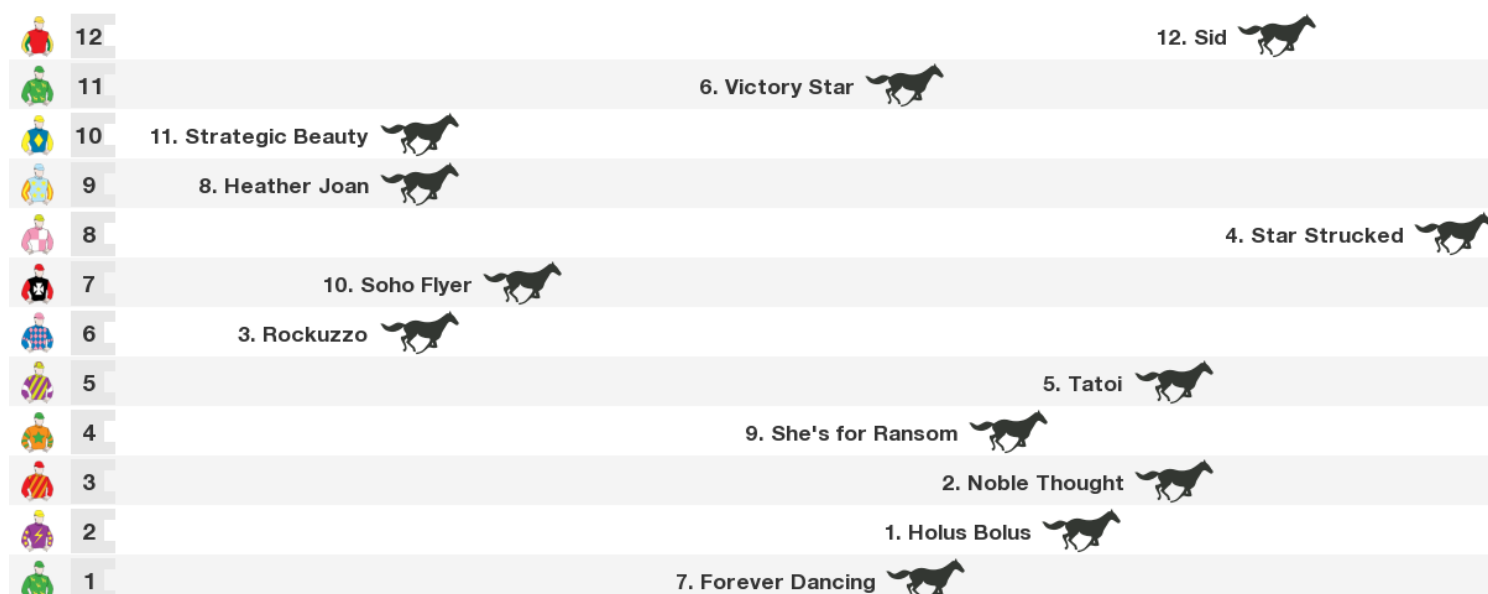 12 12. Sid
11 6. Victory Star
10 11. Strategic Beauty
9 8. Heather Joan
8 4. Star Strucked
7 10. Soho Flyer
6 3. Rockuzzo
5 5. Tatoi
4 9. She's for Ransom
3 2. Noble Thought
2 1. Holus Bolus
1 7. Forever Dancing